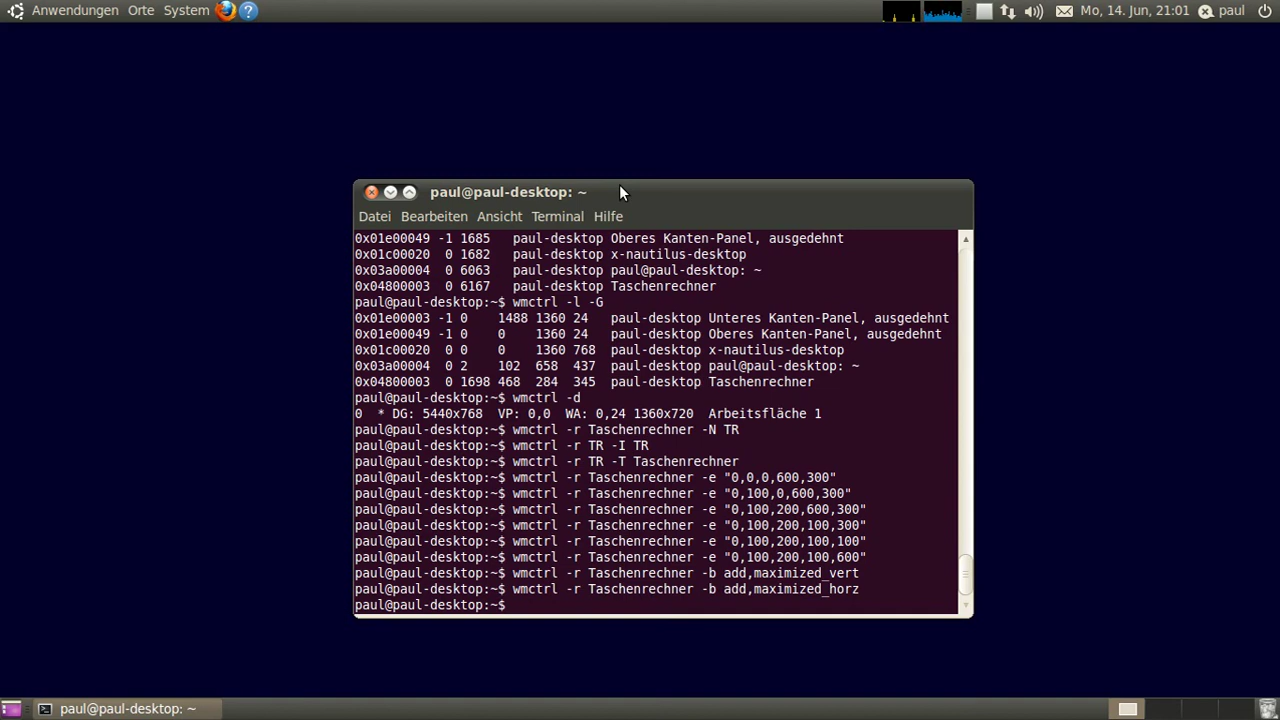 Anwendungen Orte System Mo, 14. Jun, 21:01 paul
paul@paul-desktop: ~
Datei Bearbeiten Ansicht Terminal Hilfe
0x01e00049 -1 1685   paul-desktop Oberes Kanten-Panel, ausgedehnt
0x01c00020  0 1682   paul-desktop x-nautilus-desktop
0x03a00004  0 6063   paul-desktop paul@paul-desktop: ~
0x04800003  0 6167   paul-desktop Taschenrechner
paul@paul-desktop:~$ wmctrl -l -G
0x01e00003 -1 0    1488 1360 24   paul-desktop Unteres Kanten-Panel, ausgedehnt
0x01e00049 -1 0    0    1360 24   paul-desktop Oberes Kanten-Panel, ausgedehnt
0x01c00020  0 0    0    1360 768  paul-desktop x-nautilus-desktop
0x03a00004  0 2    102  658  437  paul-desktop paul@paul-desktop: ~
0x04800003  0 1698 468  284  345  paul-desktop Taschenrechner
paul@paul-desktop:~$ wmctrl -d
0  * DG: 5440x768  VP: 0,0  WA: 0,24 1360x720  Arbeitsfläche 1
paul@paul-desktop:~$ wmctrl -r Taschenrechner -N TR
paul@paul-desktop:~$ wmctrl -r TR -I TR
paul@paul-desktop:~$ wmctrl -r TR -T Taschenrechner
paul@paul-desktop:~$ wmctrl -r Taschenrechner -e "0,0,0,600,300"
paul@paul-desktop:~$ wmctrl -r Taschenrechner -e "0,100,0,600,300"
paul@paul-desktop:~$ wmctrl -r Taschenrechner -e "0,100,200,600,300"
paul@paul-desktop:~$ wmctrl -r Taschenrechner -e "0,100,200,100,300"
paul@paul-desktop:~$ wmctrl -r Taschenrechner -e "0,100,200,100,100"
paul@paul-desktop:~$ wmctrl -r Taschenrechner -e "0,100,200,100,600"
paul@paul-desktop:~$ wmctrl -r Taschenrechner -b add,maximized_vert
paul@paul-desktop:~$ wmctrl -r Taschenrechner -b add,maximized_horz
paul@paul-desktop:~$
paul@paul-desktop: ~